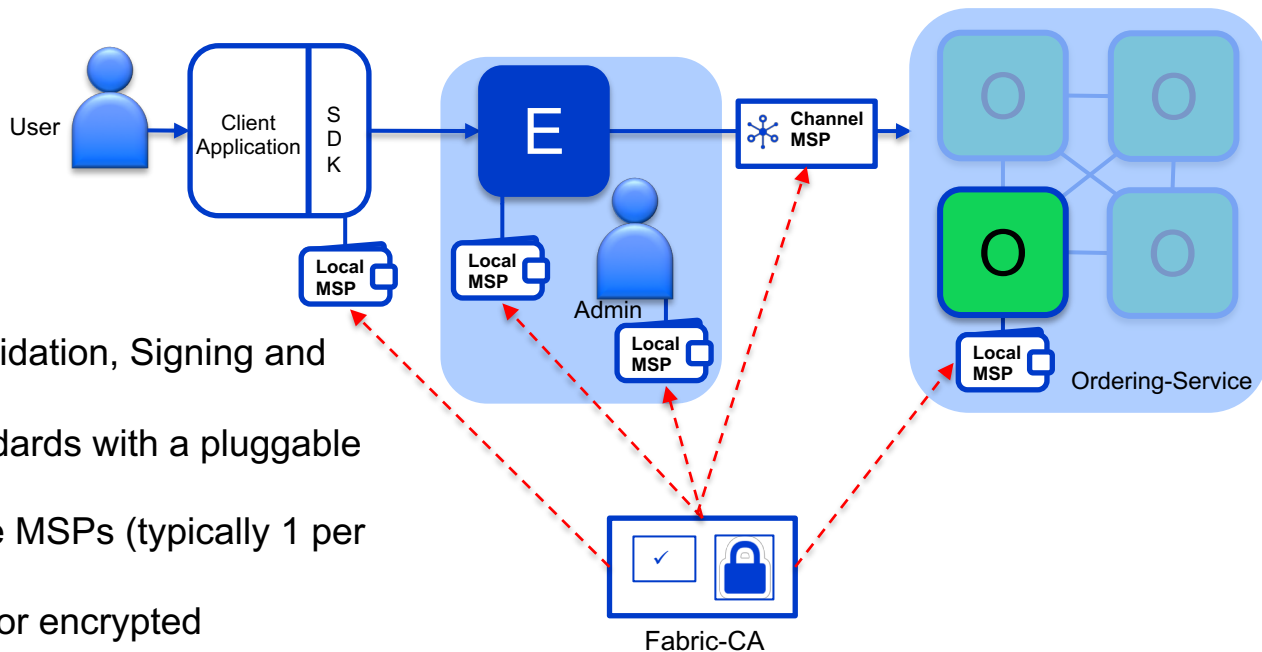 User
Client
Application
S
D
K
E
Channel
MSP
O
O
O
O
Local
MSP
Local
MSP
Admin
Local
MSP
Local
MSP
Ordering-Service
idation, Signing and
dards with a pluggable
e MSPs (typically 1 per
or encrypted
✓
Fabric-CA